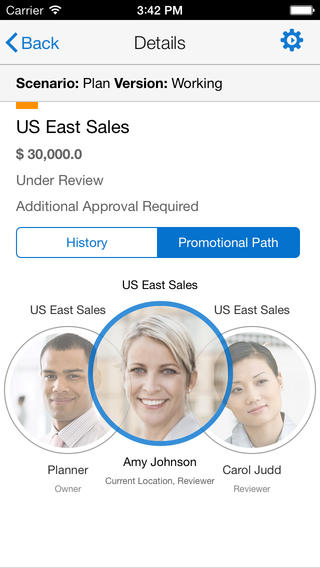 Carrier 3:42 PM
Back Details
Scenario: Plan Version: Working
US East Sales
$ 30,000.0
Under Review
Additional Approval Required
History Promotional Path
US East Sales
US East Sales US East Sales
Planner Amy Johnson Carol Judd
Owner Current Location, Reviewer Reviewer